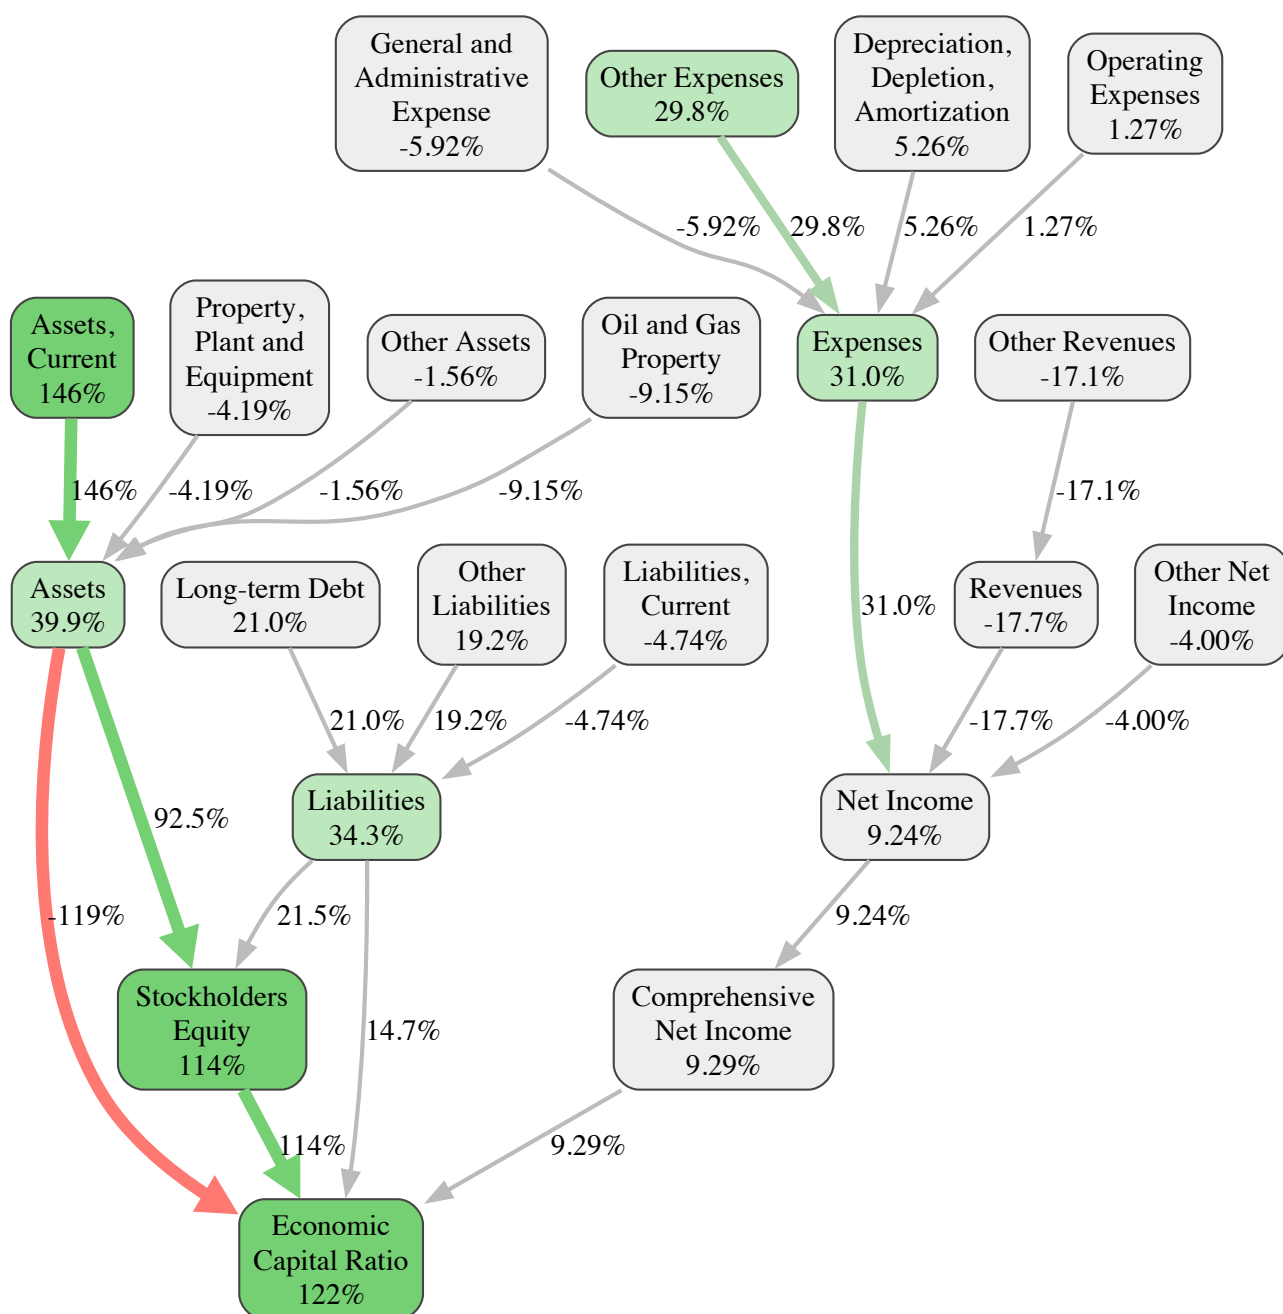 General and
Administrative
Expense
-5.92%
Other Expenses
29.8%
Depreciation,
Depletion,
Amortization
5.26%
Operating
Expenses
1.27%
-5.92%
29.8%
5.26%
1.27%
Assets,
Current
146%
Property,
Plant and
Equipment
-4.19%
Other Assets
-1.56%
Oil and Gas
Property
-9.15%
Expenses
31.0%
Other Revenues
-17.1%
146%
-4.19%
-1.56%
-9.15%
-17.1%
Assets
39.9%
Long-term Debt
21.0%
Other
Liabilities
19.2%
Liabilities,
Current
-4.74%
31.0%
Revenues
-17.7%
Other Net
Income
-4.00%
21.0%
19.2%
-4.74%
-17.7%
-4.00%
92.5%
Liabilities
34.3%
Net Income
9.24%
-119%
21.5%
9.24%
Stockholders
Equity
114%
14.7%
Comprehensive
Net Income
9.29%
114%
9.29%
Economic
Capital Ratio
122%